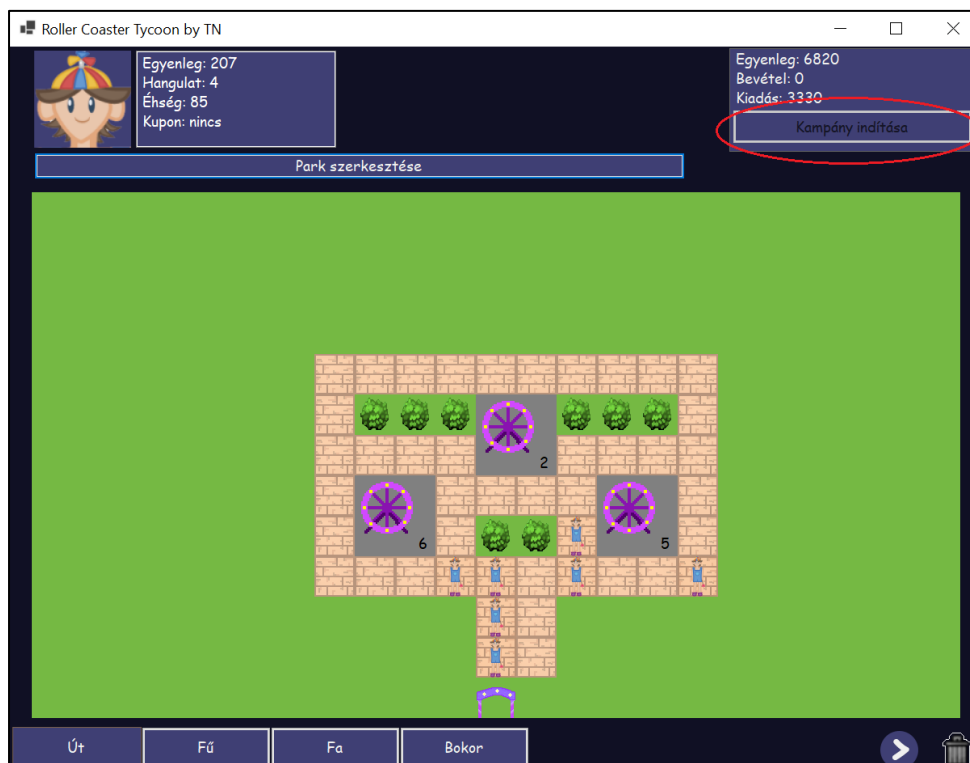 Roller Coaster Tycoon by TN
Egyenleg: 207
Hangulat: 4
Éhség: 85
Kupon: nincs
Egyenleg: 6820
Bevétel: 0
Kiadás: 3330
Kampány indítása
Park szerkesztése
2
6
5
Út
Fű
Fa
Bokor